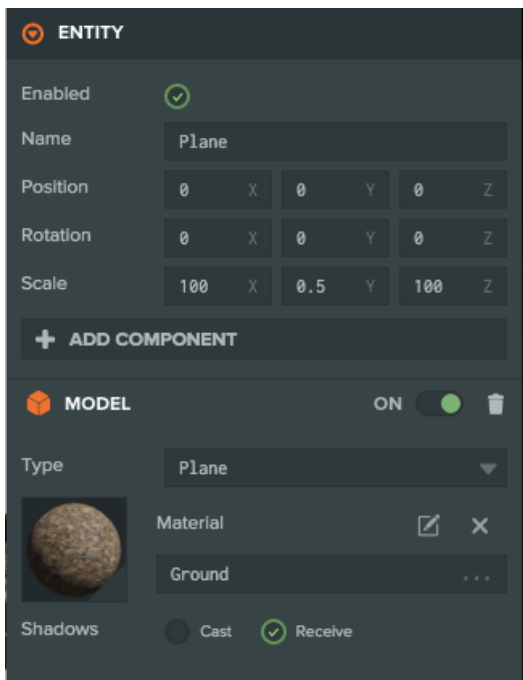 ENTITY
Enabled
Name Plane
Position 0 X 0 Y 0 Z
Rotation 0 X 0 Y 0 Z
Scale 100 X 0.5 Y 100 Z
+ ADD COMPONENT
MODEL ON
Type Plane
Material
Ground ...
Shadows Cast Receive